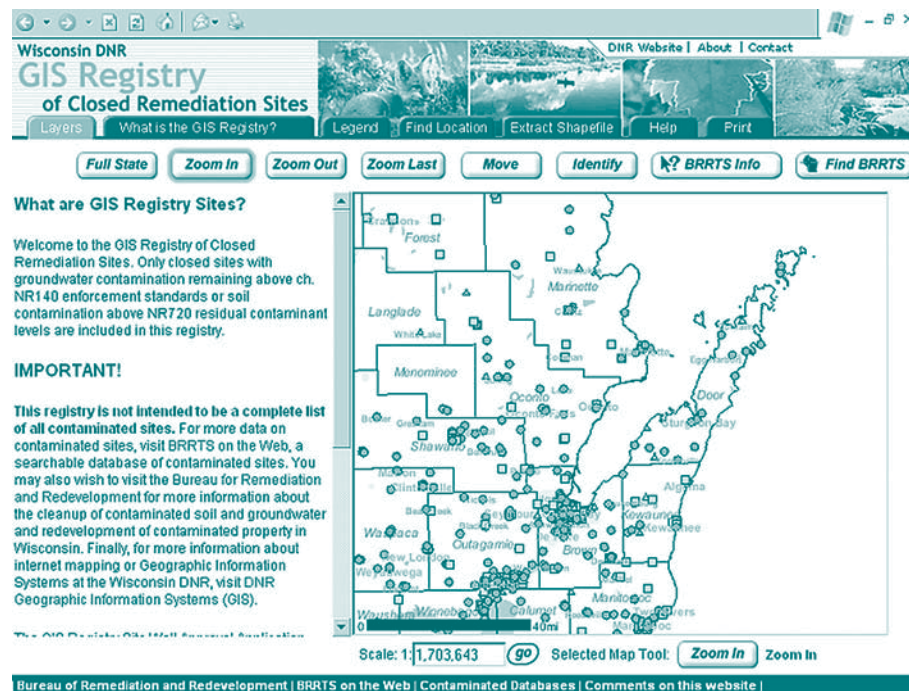 Wisconsin DNR
DNR Website | About | Contact
GIS Registry
of Closed Remediation Sites
Layers What is the GIS Registry? Legend Find Location Extract Shapefile Help Print
Full State Zoom In Zoom Out Zoom Last Move Identify BRRTS Info Find BRRTS
What are GIS Registry Sites?
Welcome to the GIS Registry of Closed
Remediation Sites. Only closed sites with
groundwater contamination remaining above ch.
NR140 enforcement standards or soil
contamination above NR720 residual contaminant
levels are included in this registry.
IMPORTANT!
This registry is not intended to be a complete list
of all contaminated sites. For more data on
contaminated sites, visit BRRTS on the Web, a
searchable database of contaminated sites. You
may also wish to visit the Bureau for Remediation
and Redevelopment for more information about
the cleanup of contaminated soil and groundwater
and redevelopment of contaminated property in
Wisconsin. Finally, for more information about
internet mapping or Geographic Information
Systems at the Wisconsin DNR, visit DNR
Geographic Information Systems (GIS).
Forest
Marinette
Langlade
White Lake
Menominee
Door
Oconto
Sturgeon Bay
Shawano
Algoma
Kewaunee
Kewaunee
Outagamie
Brown
New London
Weyauwega
Manitowoc
Winnebago
Calumet
0 40mi
Scale: 1: 1,703,643 go Selected Map Tool: Zoom In Zoom In
Bureau of Remediation and Redevelopment | BRRTS on the Web | Contaminated Databases | Comments on this website |